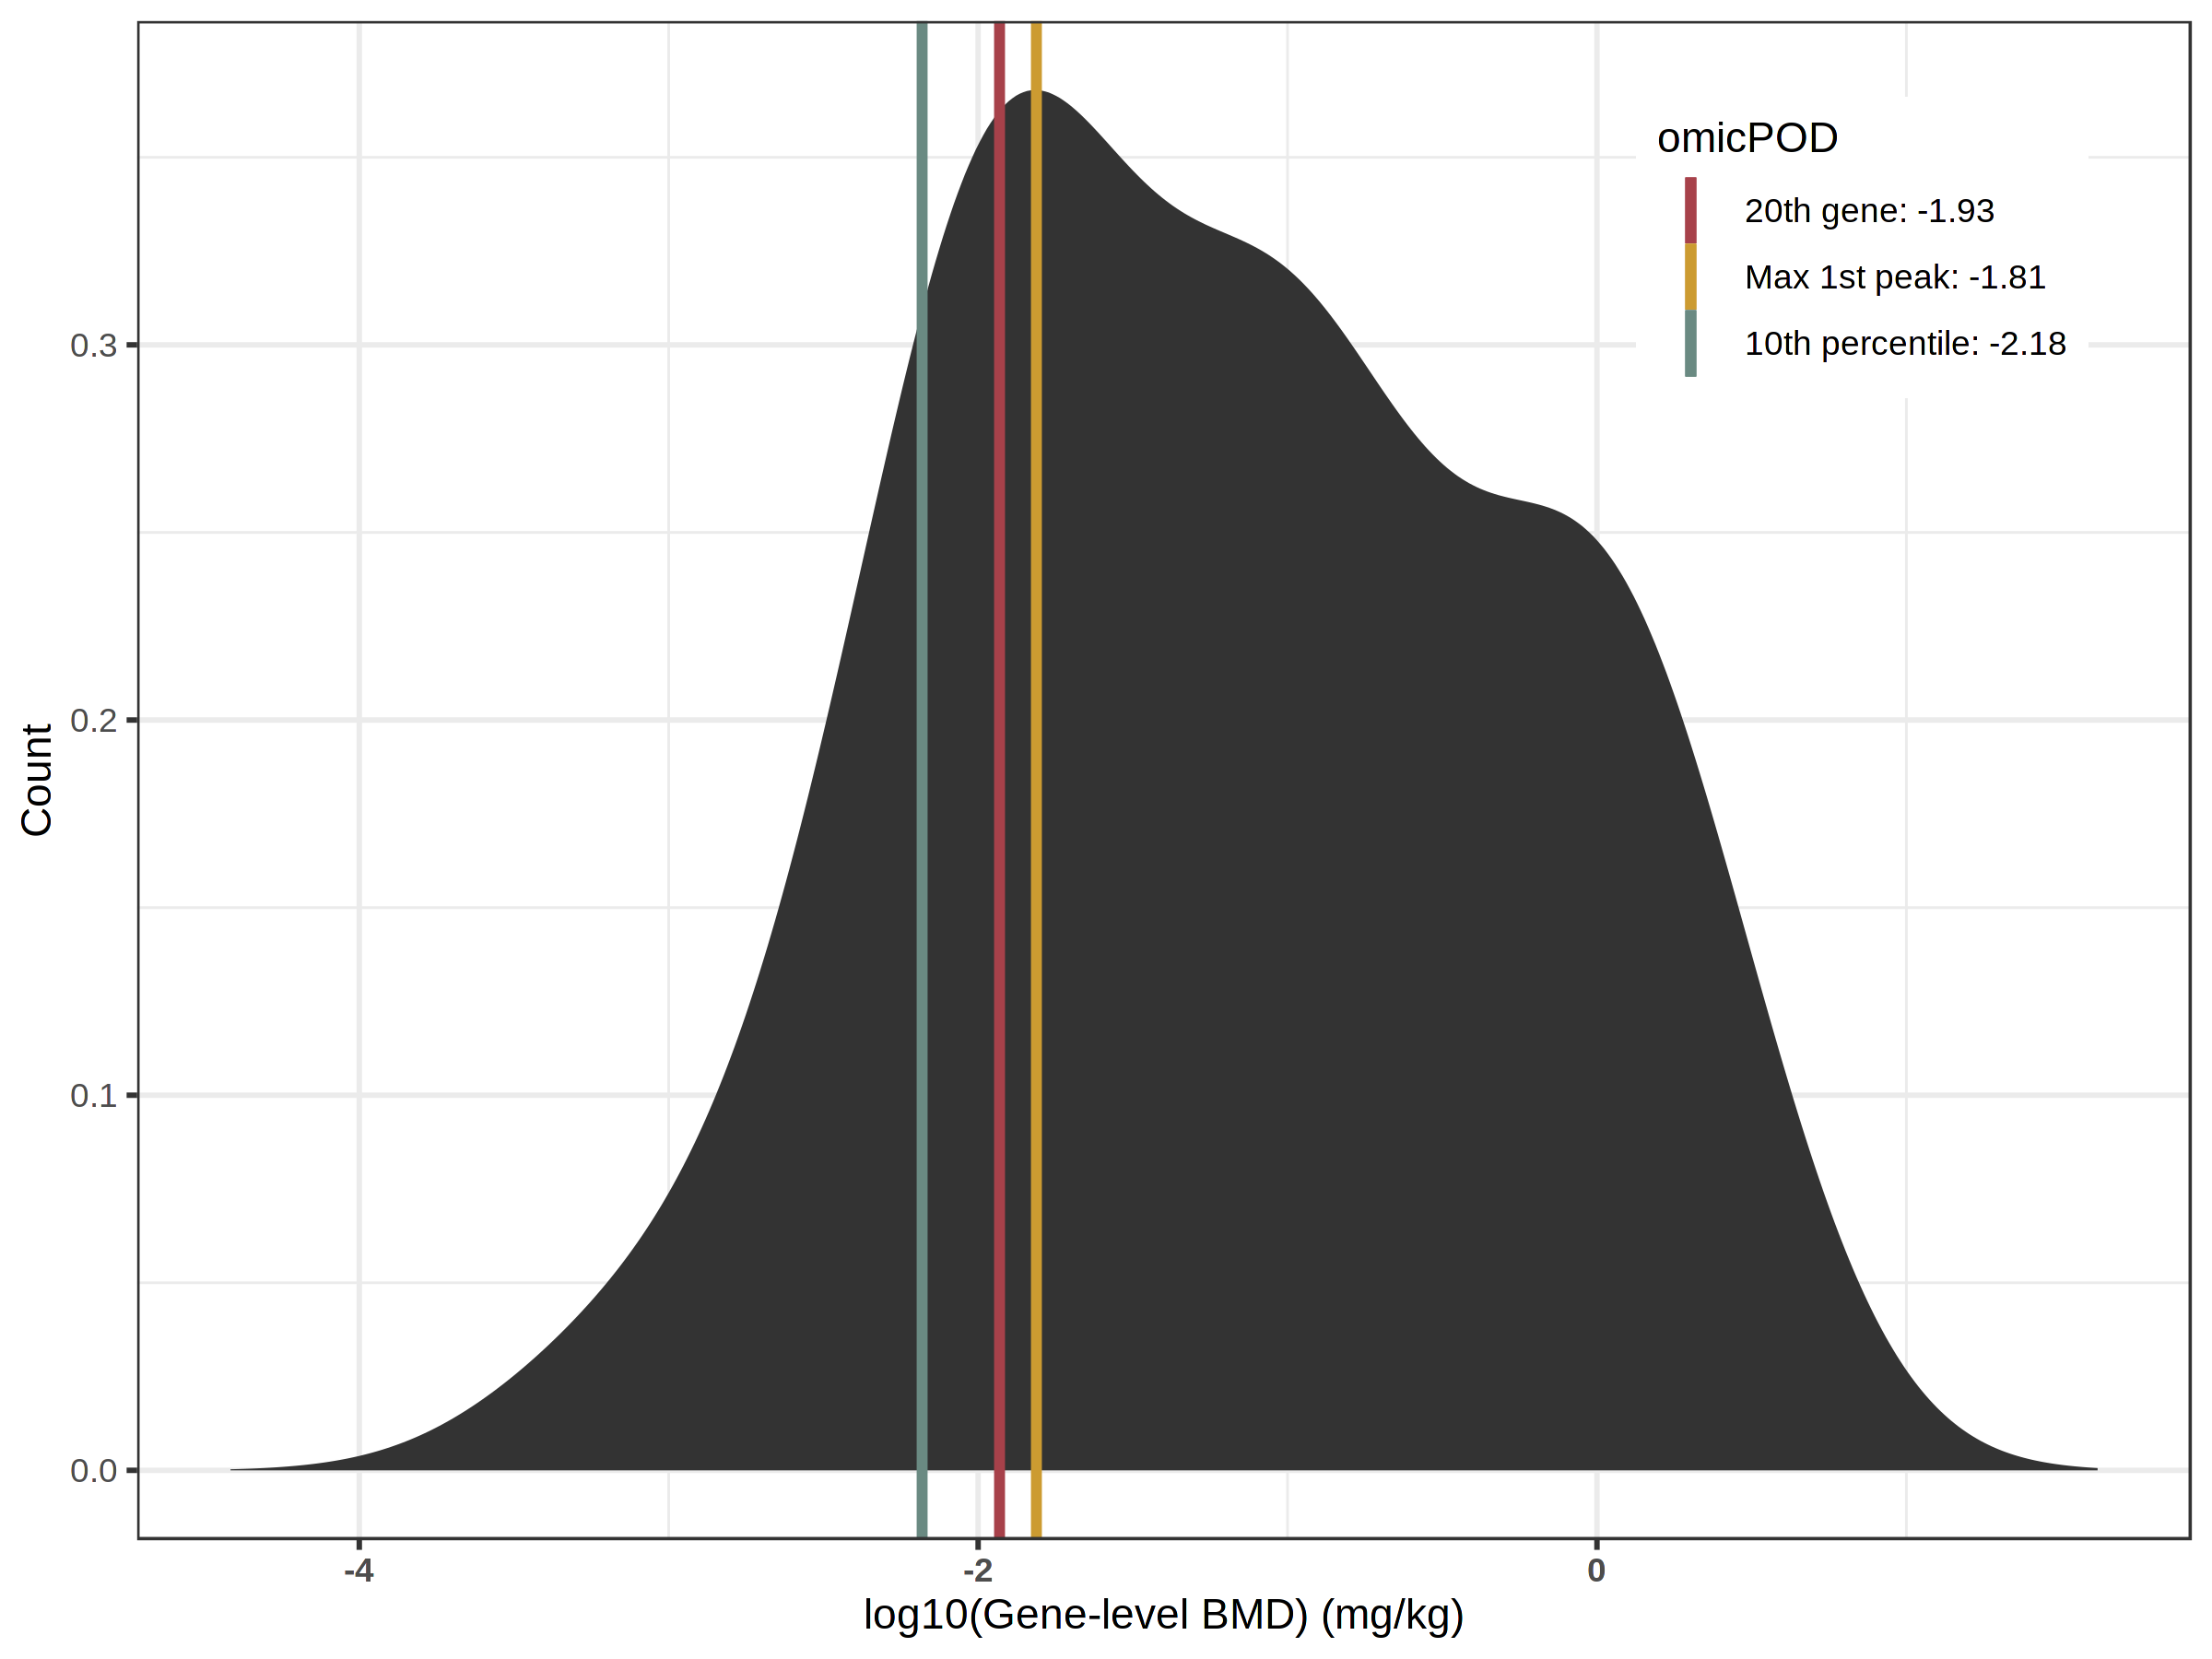 omicPOD
20th gene: -1.93
Max 1st peak: -1.81
10th percentile: -2.18
0.3
0.2
0.1
0.0
Count
-4
-2
0
log10(Gene-level BMD) (mg/kg)